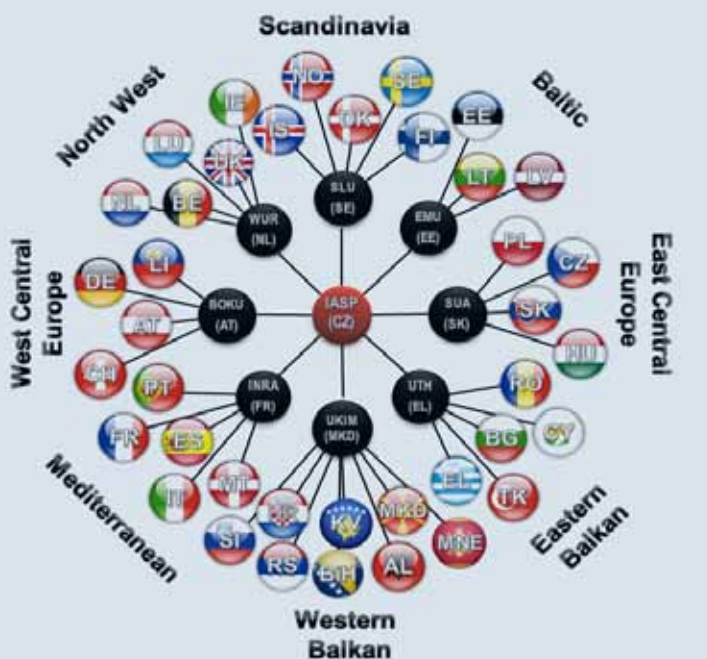 Scandinavia
North West
Baltic
West Central
Europe
East Central
Europe
Mediterranean
Eastern
Balkan
Western
Balkan
IASP
(CZ)
SLU
(SE)
EMU
(EE)
SUA
(SK)
UTH
(EL)
UKIM
(MKD)
INRA
(FR)
BOKU
(AT)
WUR
(NL)
IS
NO
DK
SE
FI
EE
LT
LV
PL
CZ
SK
HU
RO
CY
BG
TK
EL
MNE
MKD
AL
KV
BiH
HR
RS
SI
MT
IT
ES
FR
PT
CH
AT
DE
LI
NL
BE
LU
UK
IE